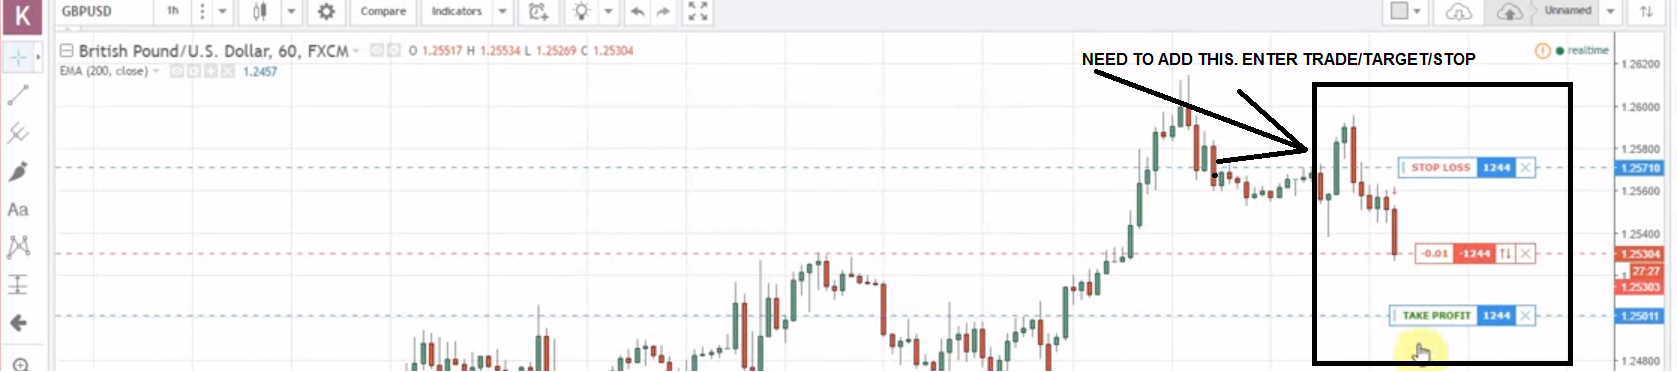 K
GBPUSD 1h Compare Indicators Unnamed
British Pound/U.S. Dollar, 60, FXCM O 1.25517 H 1.25534 L 1.25269 C 1.25304
EMA (200, close) 1.2457
NEED TO ADD THIS. ENTER TRADE/TARGET/STOP
realtime
1.26200
1.26000
1.25800
STOP LOSS 1244 1.25710
1.25600
1.25400
-0.01 -1244 1.25304
27:27
1.25303
TAKE PROFIT 1244 1.25011
1.24800
Aa